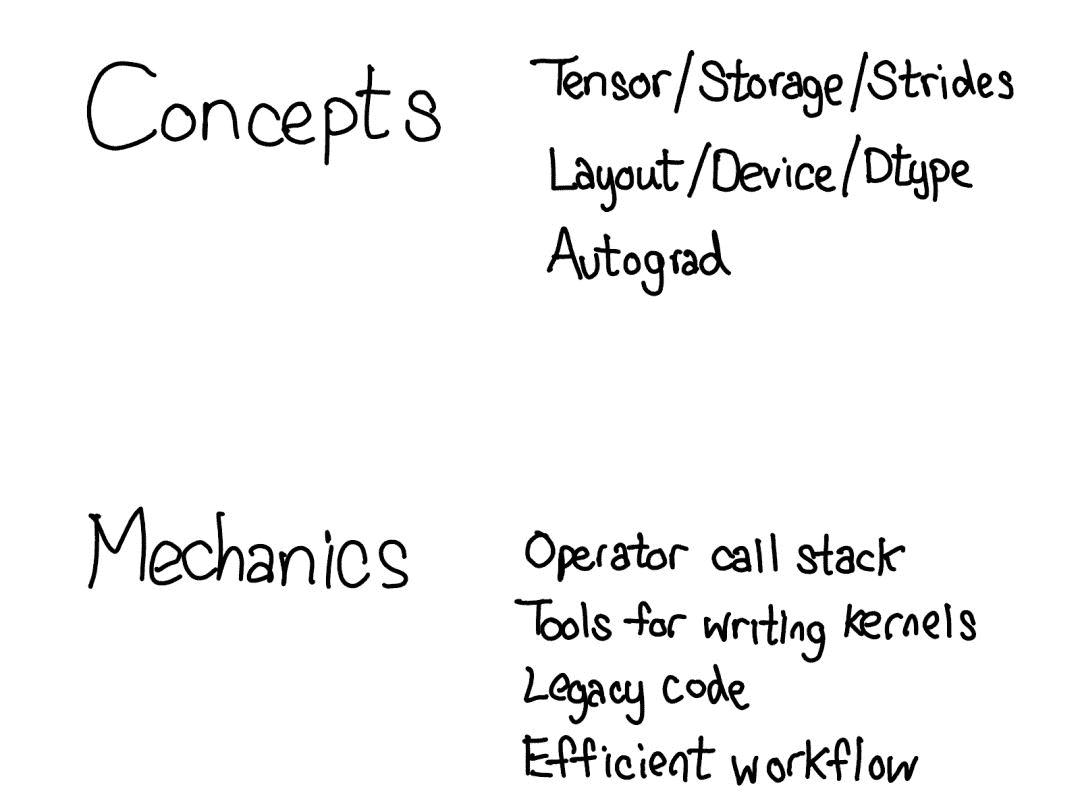 Concepts
Tensor/Storage/Strides
Layout/Device/Dtype
Autograd
Mechanics
Operator call stack
Tools for writing kernels
Legacy code
Efficient workflow